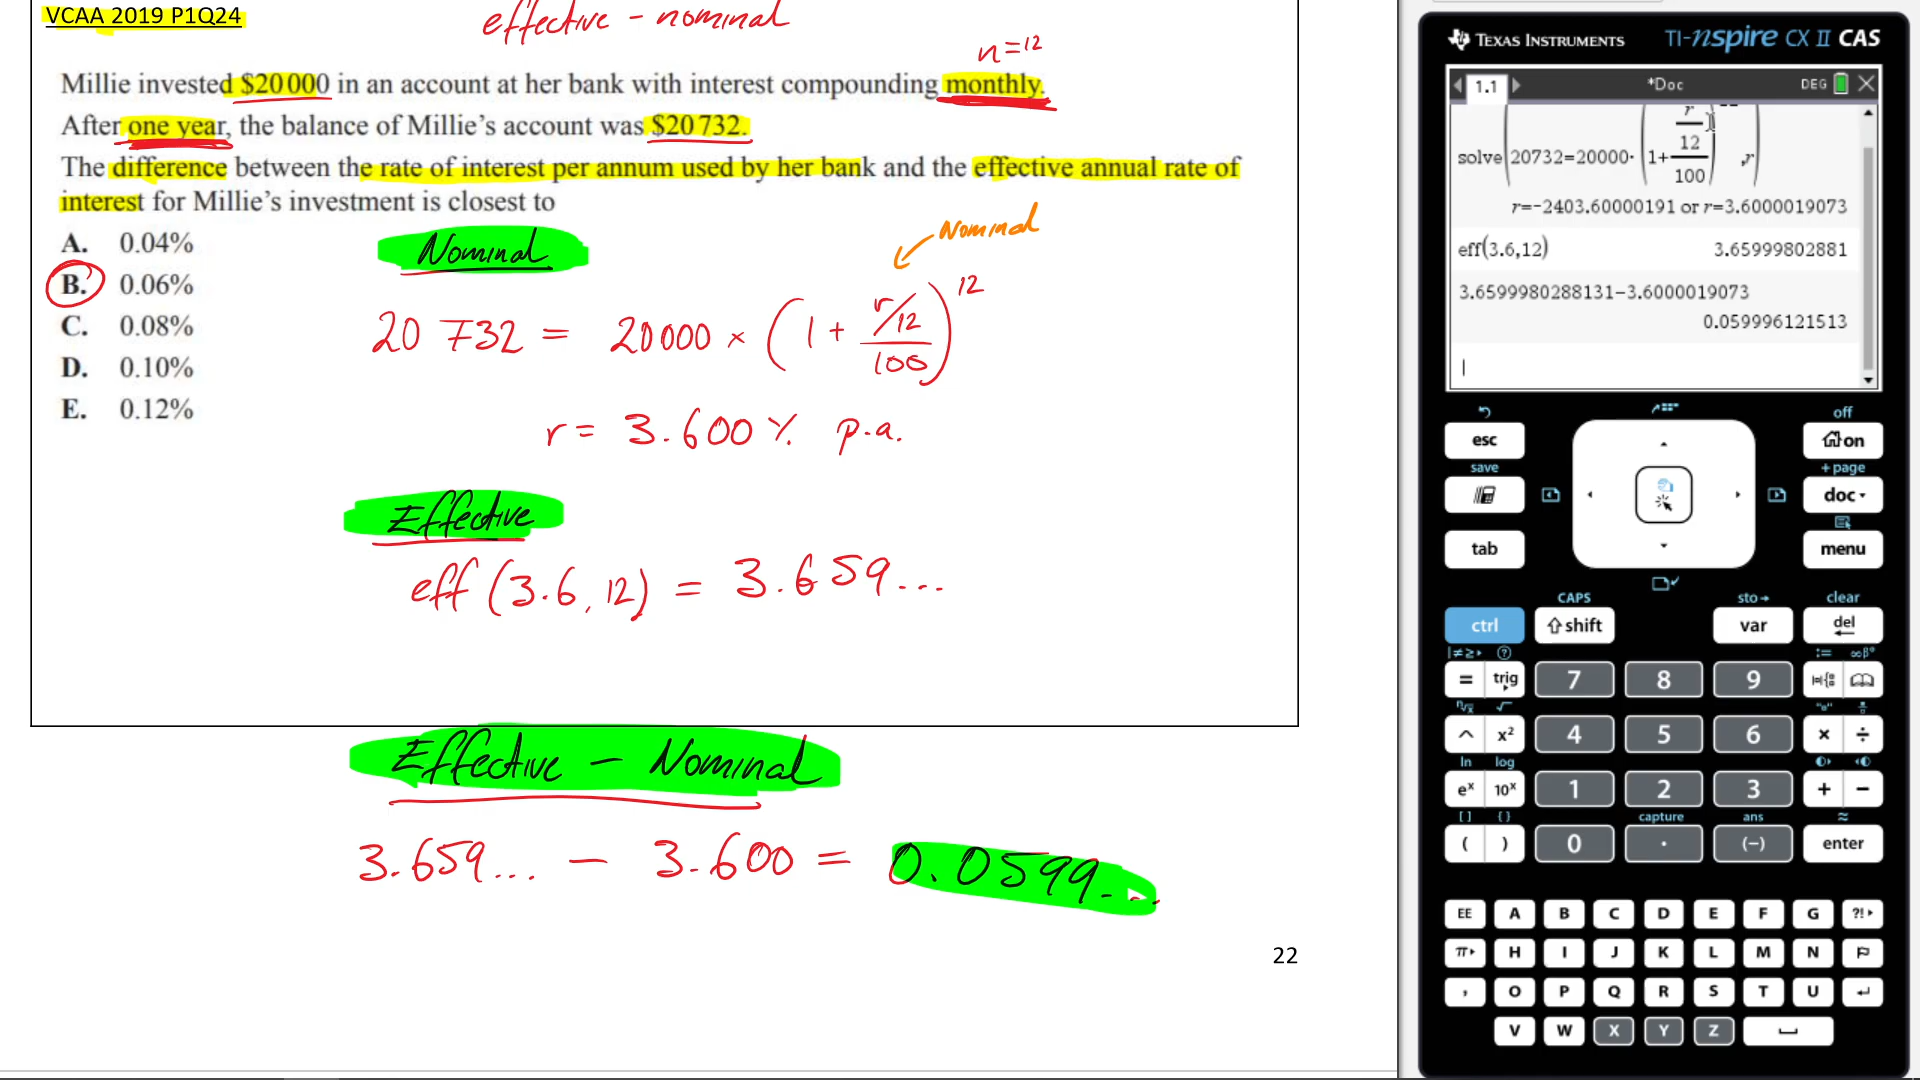 VCAA 2019 P1Q24
effective - nominal
n=12
Millie invested $20 000 in an account at her bank with interest compounding monthly.
After one year, the balance of Millie's account was $20 732.
The difference between the rate of interest per annum used by her bank and the effective annual rate of
interest for Millie's investment is closest to
A. 0.04%
B. 0.06%
C. 0.08%
D. 0.10%
E. 0.12%
Nominal
Nominal
20 732 = 20 000 × (1 + r/12 / 100)^12
r = 3.600 % p.a.
Effective
eff (3.6, 12) = 3.659...
Effective - Nominal
3.659... - 3.600 = 0.0599...
22
TEXAS INSTRUMENTS TI-nspire CX II CAS
1.1 *Doc DEG
solve(20732=20000·(1+r/12/100)^12,r)
r=-2403.60000191 or r=3.6000019073
eff(3.6,12) 3.65999802881
3.6599980288131-3.6000019073
0.059996121513
off
esc on
save +page
doc
tab menu
CAPS sto→ clear
ctrl shift var del
= trig 7 8 9
^ x² 4 5 6 × ÷
ln log
eˣ 10ˣ 1 2 3 + −
[ ] { } capture ans ≈
( ) 0 . (−) enter
EE A B C D E F G ?!
π H I J K L M N
, O P Q R S T U
V W X Y Z